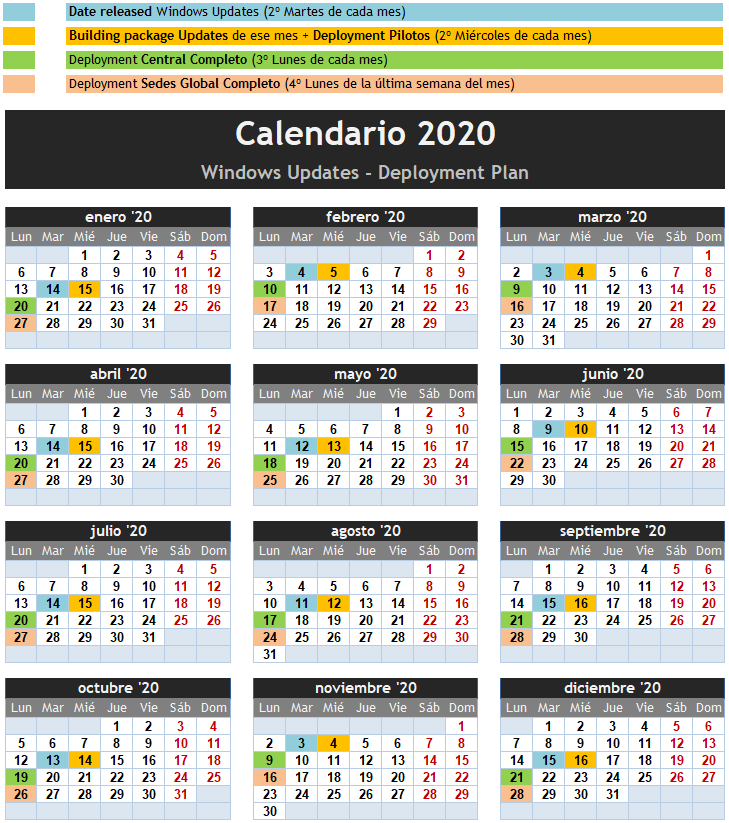 Date released Windows Updates (2º Martes de cada mes)
Building package Updates de ese mes + Deployment Pilotos (2º Miércoles de cada mes)
Deployment Central Completo (3º Lunes de cada mes)
Deployment Sedes Global Completo (4º Lunes de la última semana del mes)
Calendario 2020
Windows Updates - Deployment Plan
enero '20 febrero '20 marzo '20
Lun Mar Mié Jue Vie Sáb Dom Lun Mar Mié Jue Vie Sáb Dom Lun Mar Mié Jue Vie Sáb Dom
1 2 3 4 5 1 2 1
6 7 8 9 10 11 12 3 4 5 6 7 8 9 2 3 4 5 6 7 8
13 14 15 16 17 18 19 10 11 12 13 14 15 16 9 10 11 12 13 14 15
20 21 22 23 24 25 26 17 18 19 20 21 22 23 16 17 18 19 20 21 22
27 28 29 30 31 24 25 26 27 28 29 23 24 25 26 27 28 29
30 31
abril '20 mayo '20 junio '20
Lun Mar Mié Jue Vie Sáb Dom Lun Mar Mié Jue Vie Sáb Dom Lun Mar Mié Jue Vie Sáb Dom
1 2 3 4 5 1 2 3 1 2 3 4 5 6 7
6 7 8 9 10 11 12 4 5 6 7 8 9 10 8 9 10 11 12 13 14
13 14 15 16 17 18 19 11 12 13 14 15 16 17 15 16 17 18 19 20 21
20 21 22 23 24 25 26 18 19 20 21 22 23 24 22 23 24 25 26 27 28
27 28 29 30 25 26 27 28 29 30 31 29 30
julio '20 agosto '20 septiembre '20
Lun Mar Mié Jue Vie Sáb Dom Lun Mar Mié Jue Vie Sáb Dom Lun Mar Mié Jue Vie Sáb Dom
1 2 3 4 5 1 2 1 2 3 4 5 6
6 7 8 9 10 11 12 3 4 5 6 7 8 9 7 8 9 10 11 12 13
13 14 15 16 17 18 19 10 11 12 13 14 15 16 14 15 16 17 18 19 20
20 21 22 23 24 25 26 17 18 19 20 21 22 23 21 22 23 24 25 26 27
27 28 29 30 31 24 25 26 27 28 29 30 28 29 30
31
octubre '20 noviembre '20 diciembre '20
Lun Mar Mié Jue Vie Sáb Dom Lun Mar Mié Jue Vie Sáb Dom Lun Mar Mié Jue Vie Sáb Dom
1 2 3 4 1 1 2 3 4 5 6
5 6 7 8 9 10 11 2 3 4 5 6 7 8 7 8 9 10 11 12 13
12 13 14 15 16 17 18 9 10 11 12 13 14 15 14 15 16 17 18 19 20
19 20 21 22 23 24 25 16 17 18 19 20 21 22 21 22 23 24 25 26 27
26 27 28 29 30 31 23 24 25 26 27 28 29 28 29 30 31
30